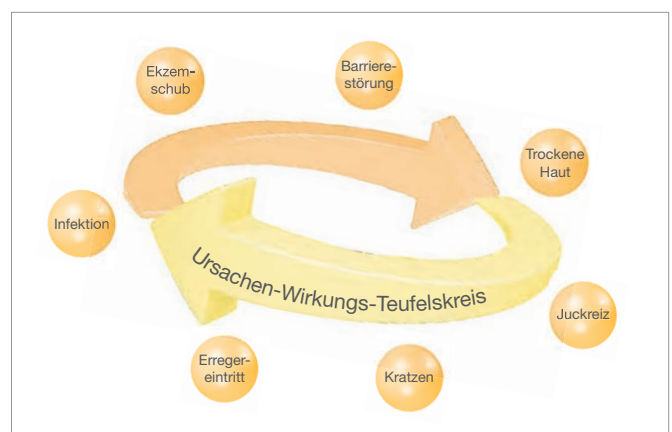 Ekzem-
schub
Barriere-
störung
Trockene
Haut
Infektion
Ursachen-Wirkungs-Teufelskreis
Juckreiz
Erreger-
eintritt
Kratzen